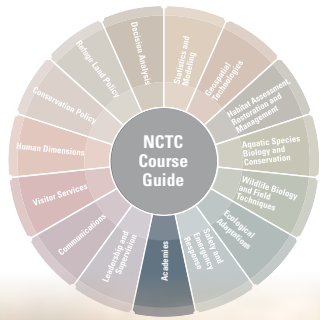 NCTC
Course
Guide
Decision Analysis
Statistics and
Modeling
Geospatial
Technologies
Habitat Assessment,
Restoration and
Management
Aquatic Species
Biology and
Conservation
Wildlife Biology
and Field
Techniques
Ecological
Adaptations
Safety and
Emergency
Response
Academies
Leadership and
Supervision
Communications
Visitor Services
Human Dimensions
Conservation Policy
Refuge Land Policy